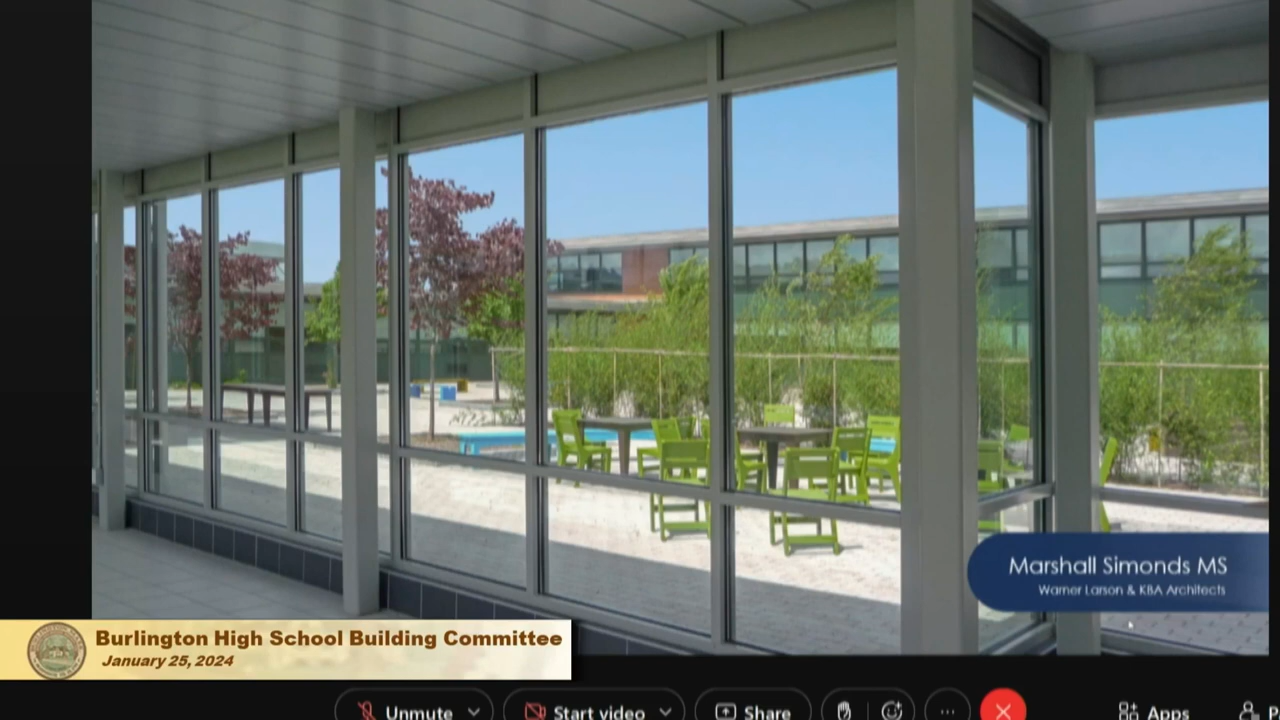 Marshall Simonds MS
Warner Larson & KBA Architects
Burlington High School Building Committee
January 25, 2024
Unmute
Start video
Share
Apps